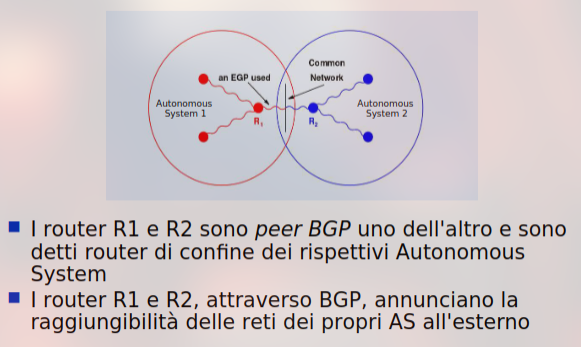 Common
an EGP used
Network
Autonomous
System 1
Autonomous
System 2
R1
R2
I router R1 e R2 sono peer BGP uno dell'altro e sono
detti router di confine dei rispettivi Autonomous
System
I router R1 e R2, attraverso BGP, annunciano la
raggiungibilità delle reti dei propri AS all'esterno